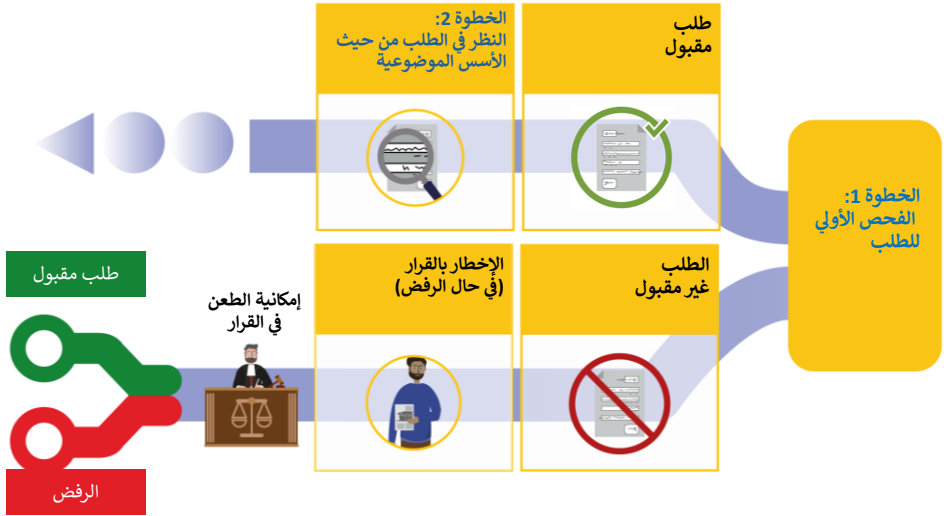 الخطوة 1:
الفحص الأولي
للطلب
طلب
مقبول
الخطوة 2:
النظر في الطلب من حيث
الأسس الموضوعية
الطلب
غير مقبول
الإخطار بالقرار
(في حال الرفض)
إمكانية الطعن
في القرار
طلب مقبول
الرفض